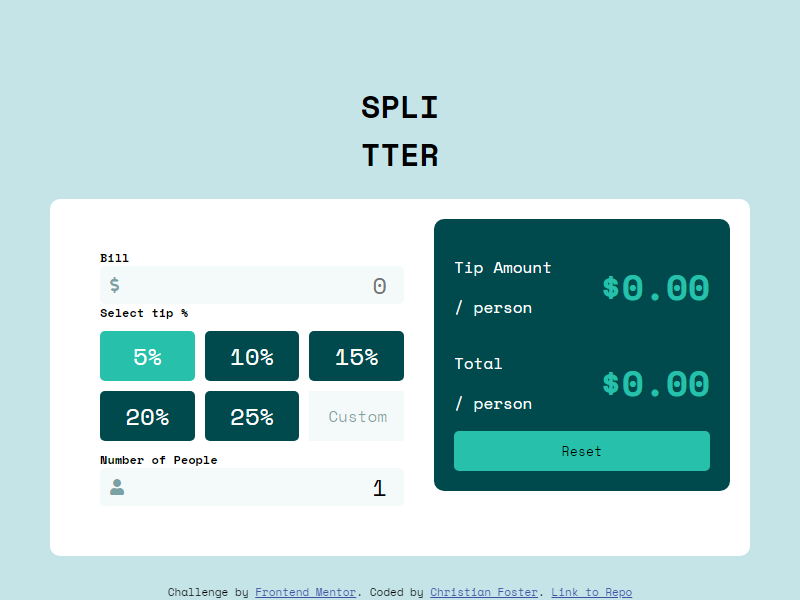 SPLI
TTER
Bill
$ 0
Select tip %
5% 10% 15%
20% 25% Custom
Number of People
1
Tip Amount
/ person
$0.00
Total
/ person
$0.00
Reset
Challenge by Frontend Mentor. Coded by Christian Foster. Link to Repo